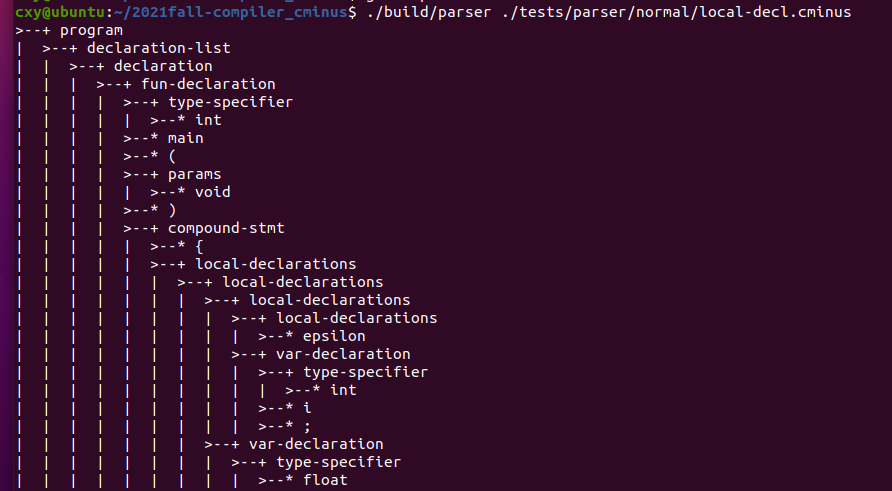 cxy@ubuntu:~/2021fall-compiler_cminus$ ./build/parser ./tests/parser/normal/local-decl.cminus
>--+ program
|  >--+ declaration-list
|  |  >--+ declaration
|  |  |  >--+ fun-declaration
|  |  |  |  >--+ type-specifier
|  |  |  |  |  >--* int
|  |  |  |  >--* main
|  |  |  |  >--* (
|  |  |  |  >--+ params
|  |  |  |  |  >--* void
|  |  |  |  >--* )
|  |  |  |  >--+ compound-stmt
|  |  |  |  |  >--* {
|  |  |  |  |  >--+ local-declarations
|  |  |  |  |  |  >--+ local-declarations
|  |  |  |  |  |  |  >--+ local-declarations
|  |  |  |  |  |  |  |  >--+ local-declarations
|  |  |  |  |  |  |  |  |  >--* epsilon
|  |  |  |  |  |  |  |  >--+ var-declaration
|  |  |  |  |  |  |  |  |  >--+ type-specifier
|  |  |  |  |  |  |  |  |  |  >--* int
|  |  |  |  |  |  |  |  |  >--* i
|  |  |  |  |  |  |  |  |  >--* ;
|  |  |  |  |  |  |  >--+ var-declaration
|  |  |  |  |  |  |  |  >--+ type-specifier
|  |  |  |  |  |  |  |  |  >--* float